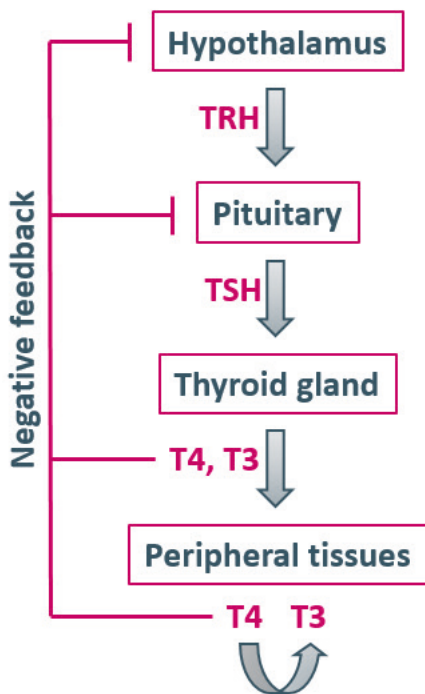 Hypothalamus
TRH
Pituitary
TSH
Thyroid gland
T4, T3
Peripheral tissues
T4 T3
Negative feedback